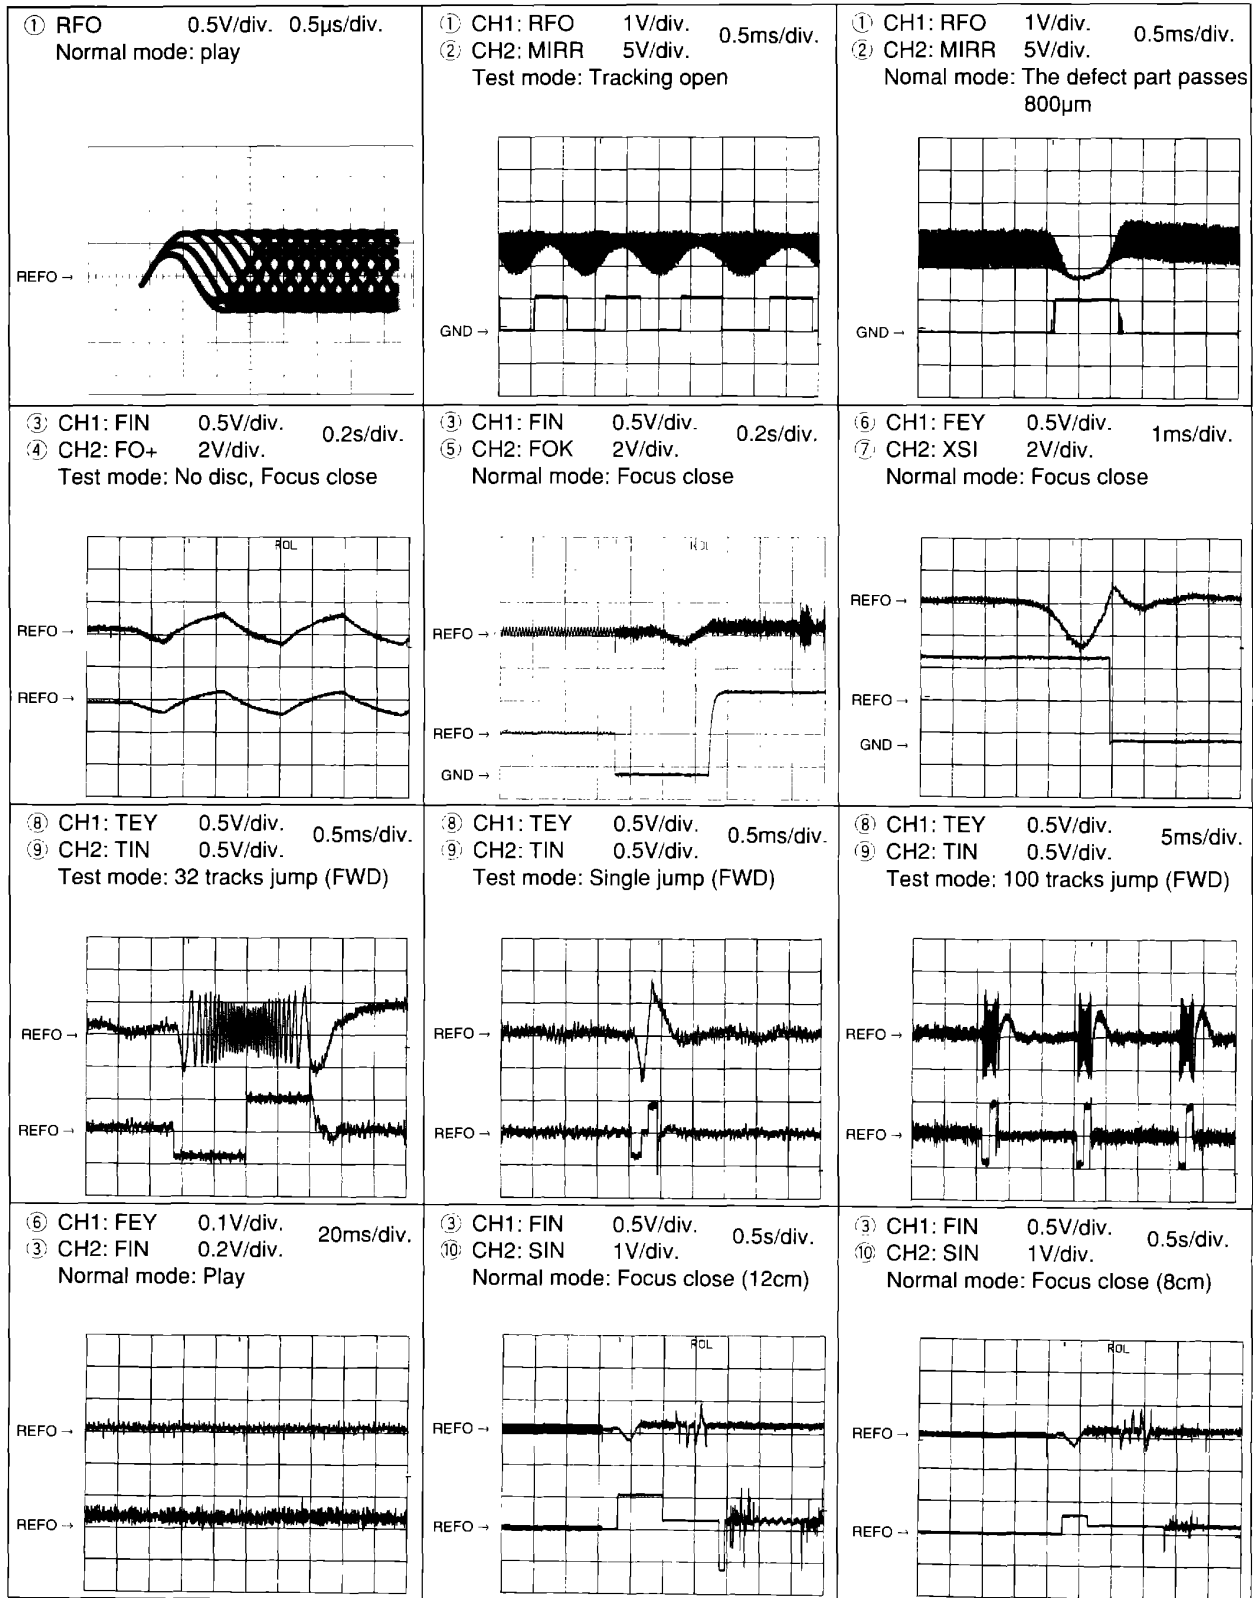 ① RFO 0.5V/div. 0.5µs/div.
Normal mode: play
REFO →
① CH1: RFO 1V/div. 0.5ms/div.
② CH2: MIRR 5V/div.
Test mode: Tracking open
GND →
① CH1: RFO 1V/div. 0.5ms/div.
② CH2: MIRR 5V/div.
Nomal mode: The defect part passes
800µm
GND →
③ CH1: FIN 0.5V/div. 0.2s/div.
④ CH2: FO+ 2V/div.
Test mode: No disc, Focus close
ROL
REFO →
REFO →
③ CH1: FIN 0.5V/div. 0.2s/div.
⑤ CH2: FOK 2V/div.
Normal mode: Focus close
REFO →
REFO →
GND →
⑥ CH1: FEY 0.5V/div. 1ms/div.
⑦ CH2: XSI 2V/div.
Normal mode: Focus close
REFO →
REFO →
GND →
⑧ CH1: TEY 0.5V/div. 0.5ms/div.
⑨ CH2: TIN 0.5V/div.
Test mode: 32 tracks jump (FWD)
REFO →
REFO →
⑧ CH1: TEY 0.5V/div. 0.5ms/div.
⑨ CH2: TIN 0.5V/div.
Test mode: Single jump (FWD)
REFO →
REFO →
⑧ CH1: TEY 0.5V/div. 5ms/div.
⑨ CH2: TIN 0.5V/div.
Test mode: 100 tracks jump (FWD)
REFO →
REFO →
⑥ CH1: FEY 0.1V/div. 20ms/div.
③ CH2: FIN 0.2V/div.
Normal mode: Play
REFO →
REFO →
③ CH1: FIN 0.5V/div. 0.5s/div.
⑩ CH2: SIN 1V/div.
Normal mode: Focus close (12cm)
ROL
REFO →
REFO →
③ CH1: FIN 0.5V/div. 0.5s/div.
⑩ CH2: SIN 1V/div.
Normal mode: Focus close (8cm)
ROL
REFO →
REFO →